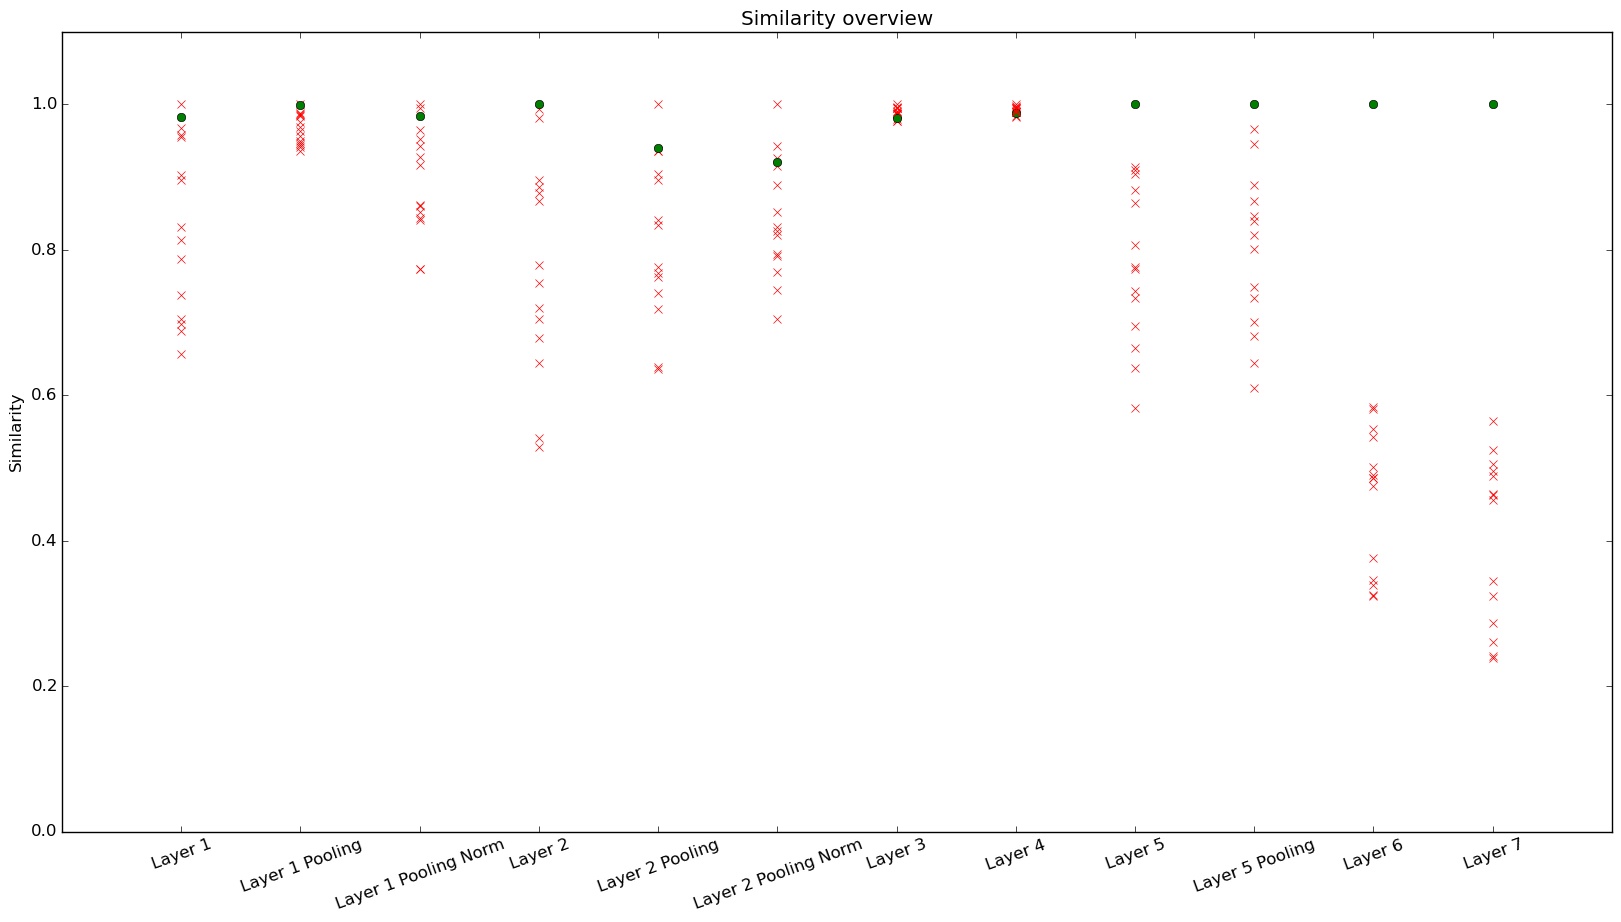 Similarity overview
1.0
0.8
0.6
0.4
0.2
0.0
Similarity
Layer 1
Layer 1 Pooling
Layer 1 Pooling Norm
Layer 2
Layer 2 Pooling
Layer 2 Pooling Norm
Layer 3
Layer 4
Layer 5
Layer 5 Pooling
Layer 6
Layer 7